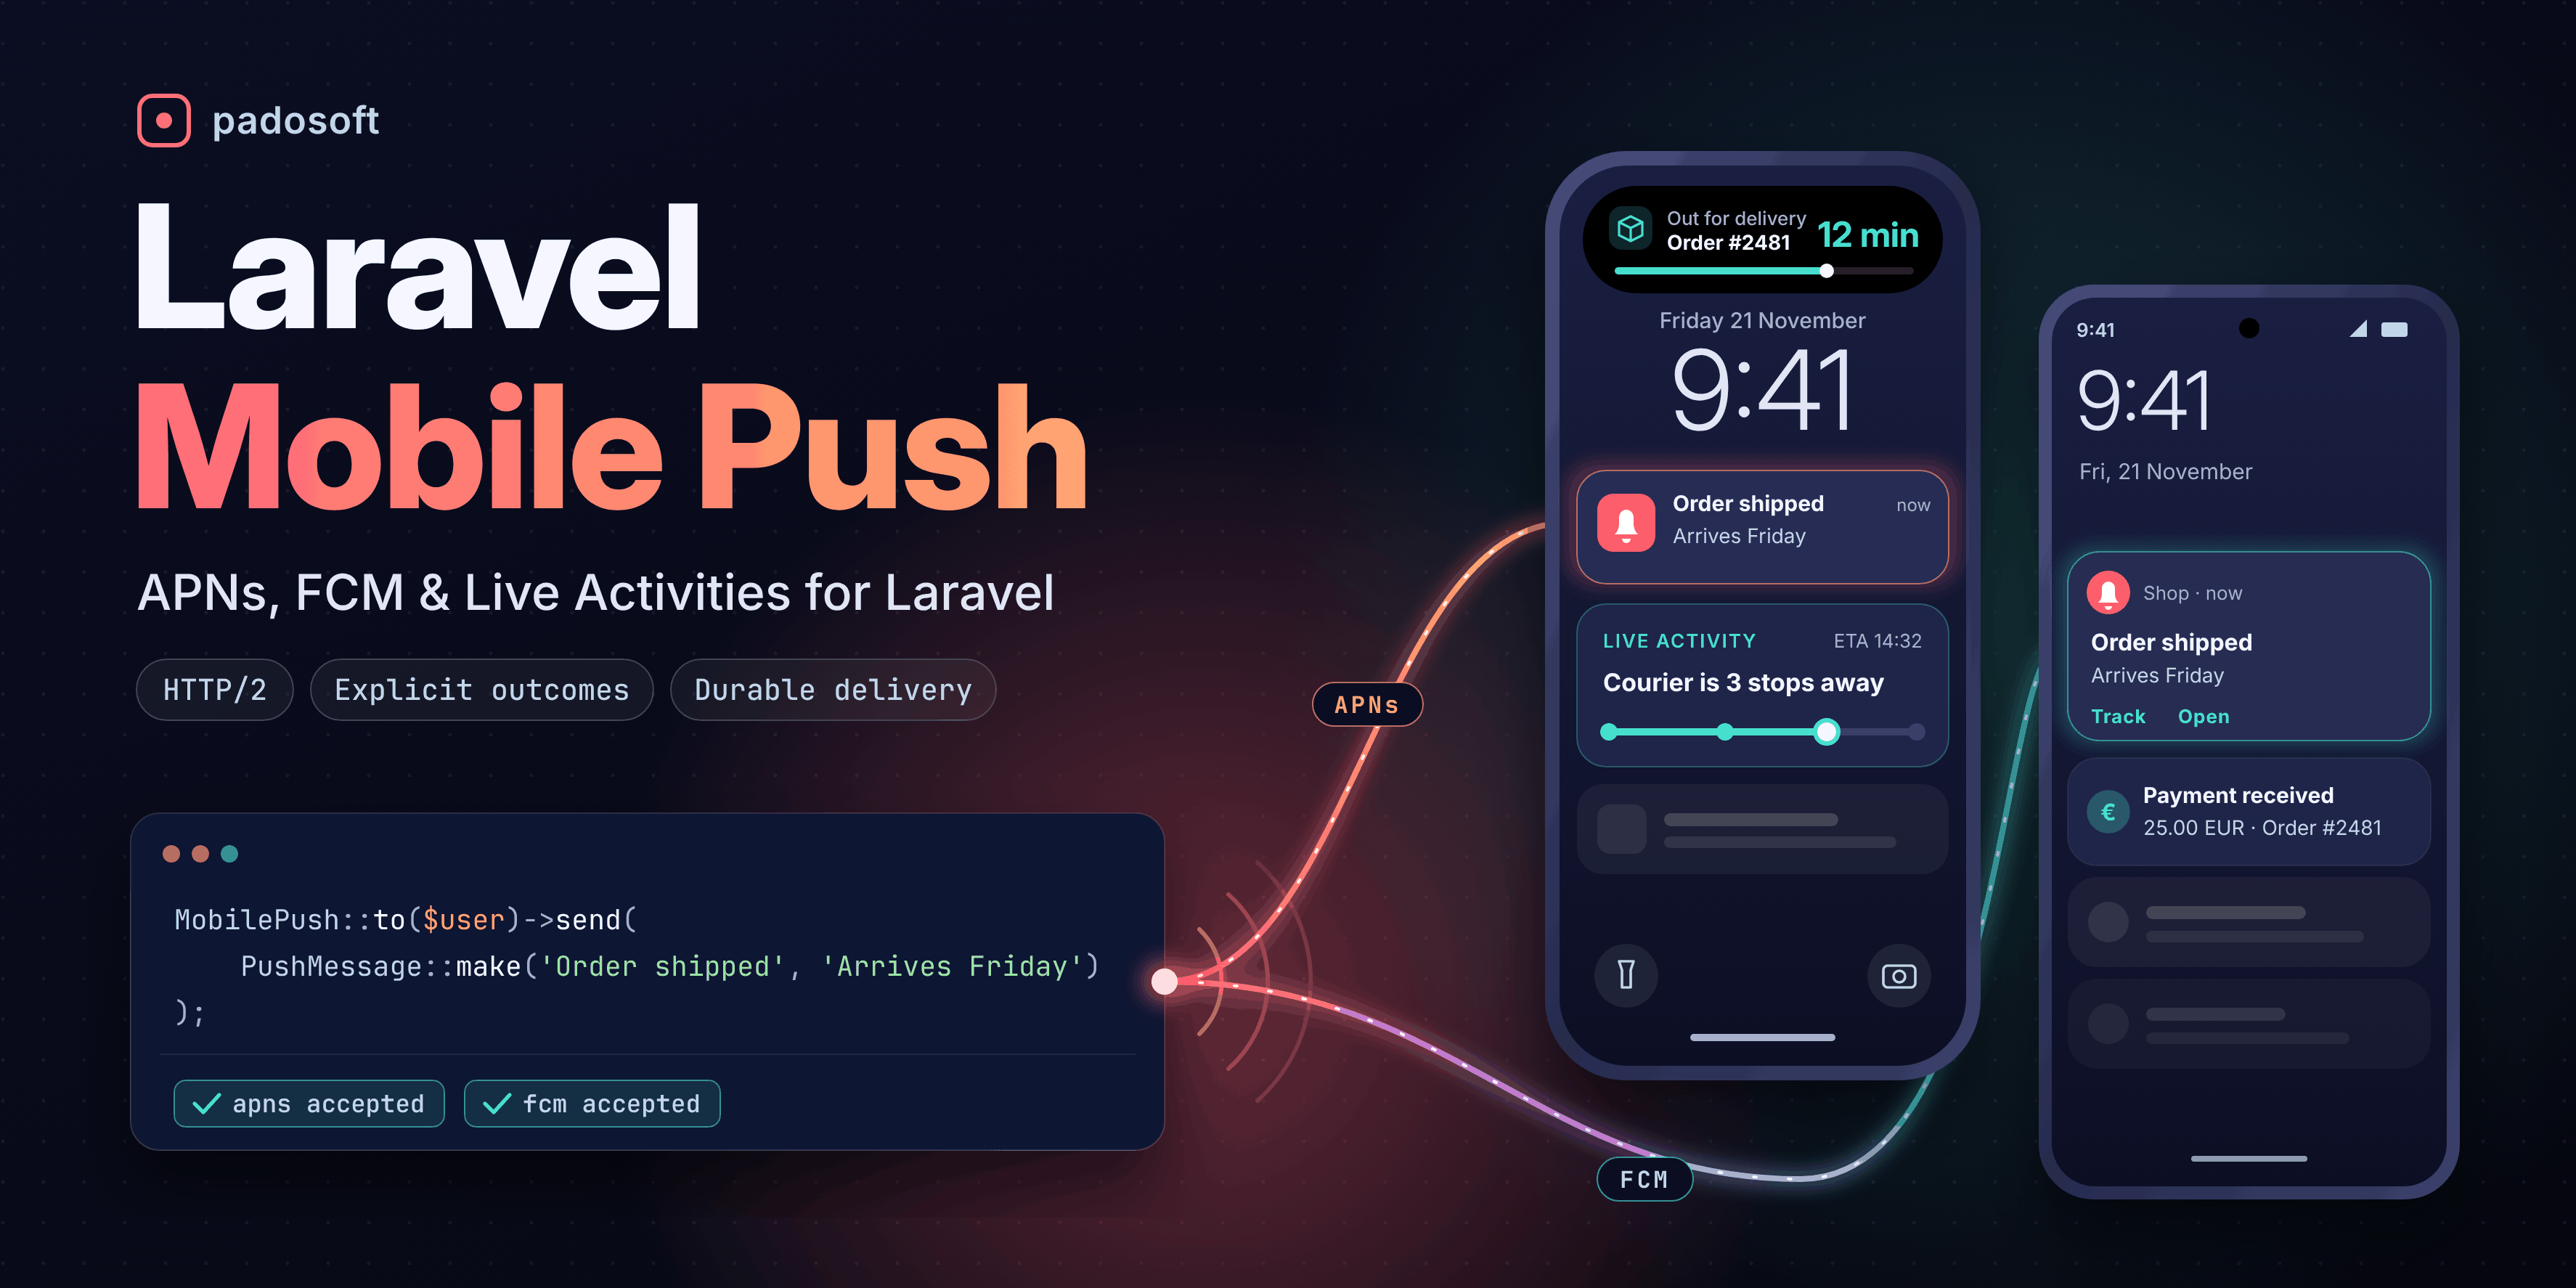 padosoft
Laravel
Mobile Push
APNs, FCM & Live Activities for Laravel
HTTP/2
Explicit outcomes
Durable delivery
MobilePush::to($user)->send(
PushMessage::make('Order shipped', 'Arrives Friday')
);
apns accepted
fcm accepted
APNs
FCM
Out for delivery
Order #2481
12 min
Friday 21 November
9:41
Order shipped
now
Arrives Friday
LIVE ACTIVITY
ETA 14:32
Courier is 3 stops away
9:41
9:41
Fri, 21 November
Shop · now
Order shipped
Arrives Friday
Track
Open
€
Payment received
25.00 EUR · Order #2481